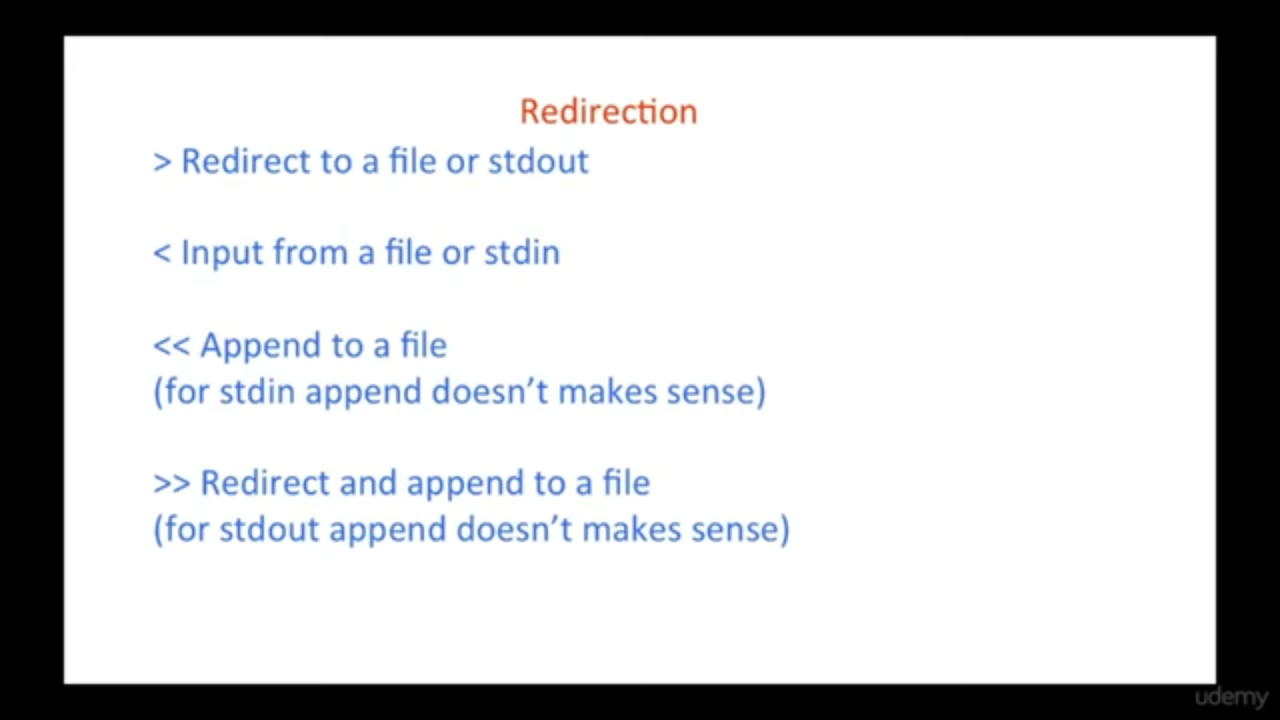 Redirection
> Redirect to a file or stdout
< Input from a file or stdin
<< Append to a file
(for stdin append doesn’t makes sense)
>> Redirect and append to a file
(for stdout append doesn’t makes sense)
udemy